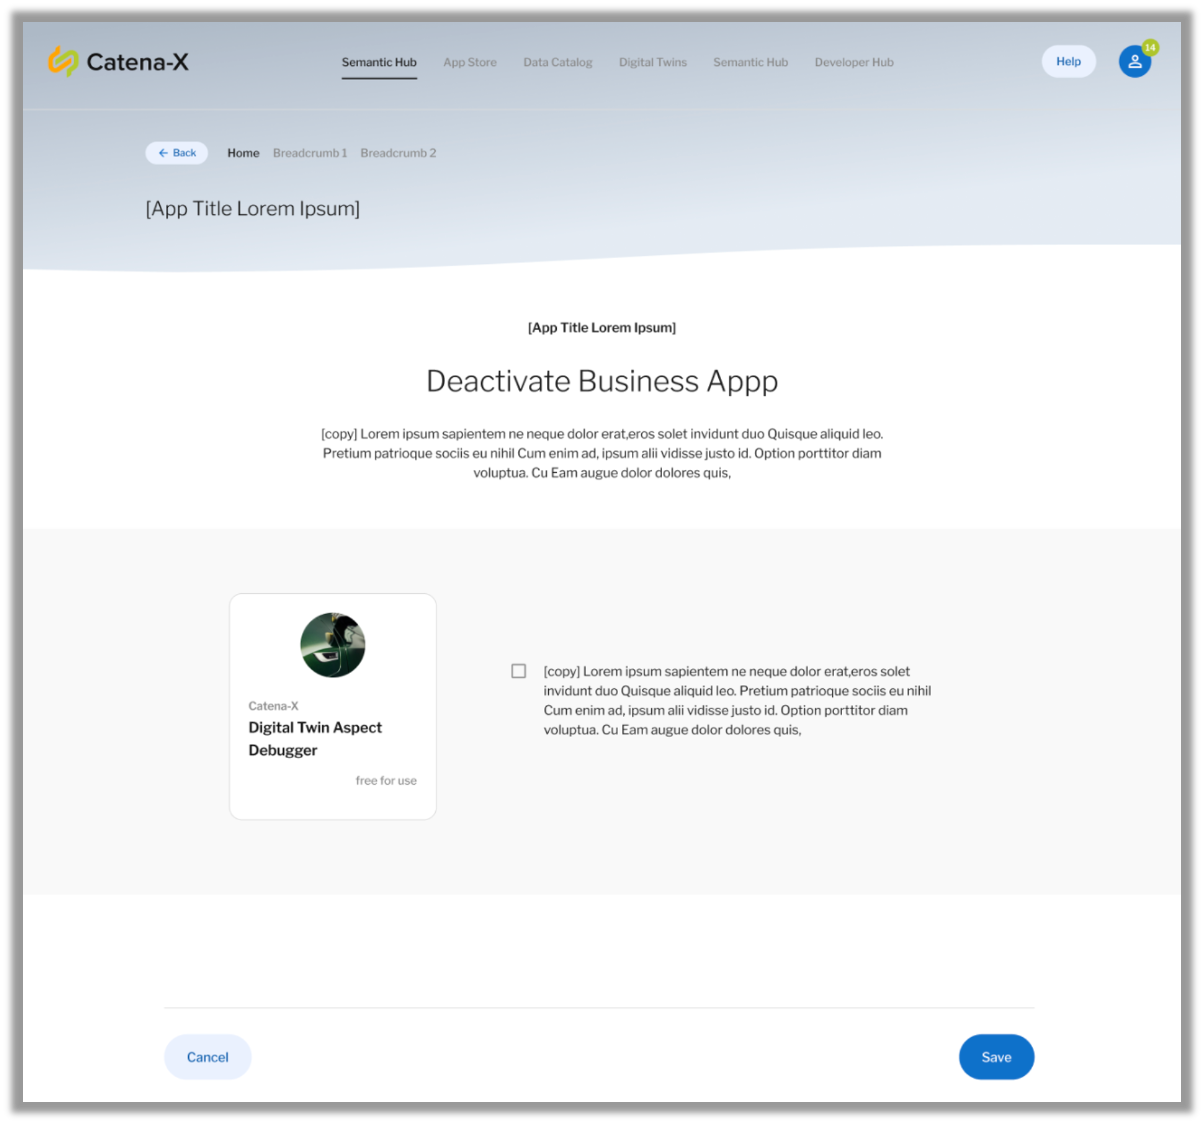 Catena-X
Semantic Hub App Store Data Catalog Digital Twins Semantic Hub Developer Hub
Help
14
← Back
Home Breadcrumb 1 Breadcrumb 2
[App Title Lorem Ipsum]
[App Title Lorem Ipsum]
Deactivate Business Appp
[copy] Lorem ipsum sapientem ne neque dolor erat,eros solet invidunt duo Quisque aliquid leo.
Pretium patrioque sociis eu nihil Cum enim ad, ipsum alii vidisse justo id. Option porttitor diam
voluptua. Cu Eam augue dolor dolores quis,
Catena-X
Digital Twin Aspect
Debugger
free for use
[copy] Lorem ipsum sapientem ne neque dolor erat,eros solet
invidunt duo Quisque aliquid leo. Pretium patrioque sociis eu nihil
Cum enim ad, ipsum alii vidisse justo id. Option porttitor diam
voluptua. Cu Eam augue dolor dolores quis,
Cancel
Save